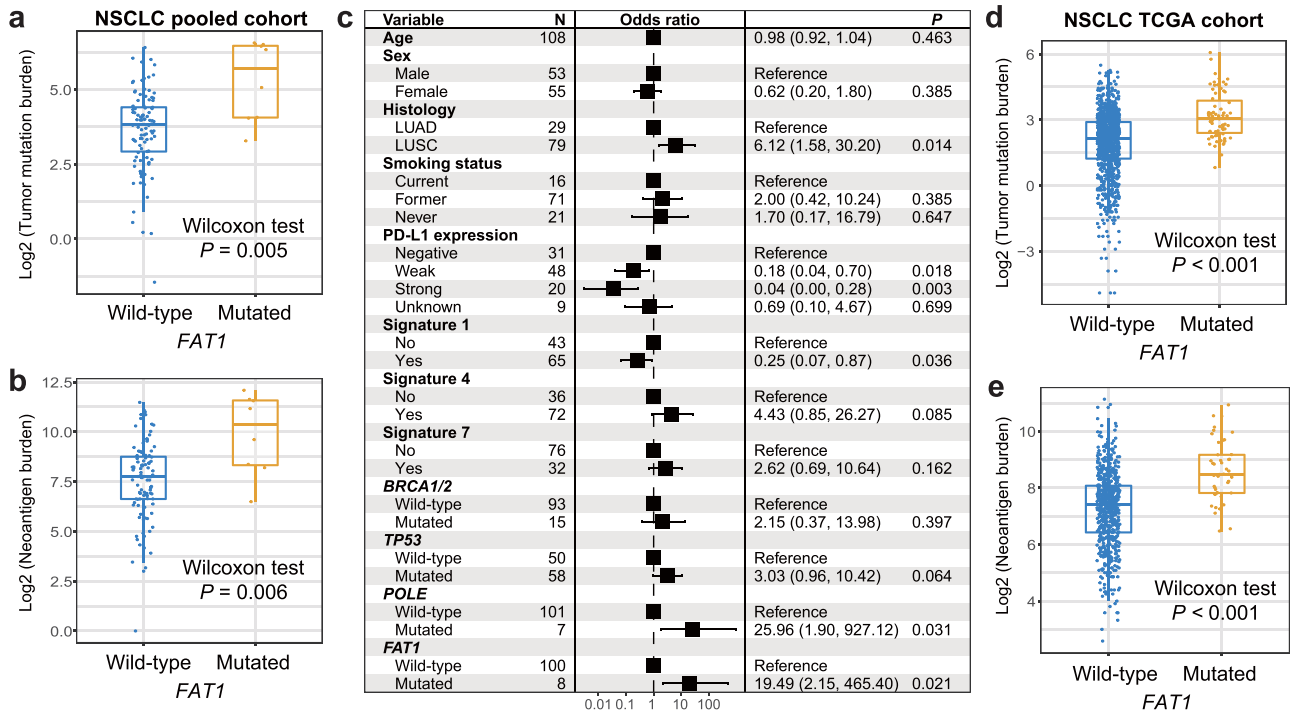 a
NSCLC pooled cohort
Log2 (Tumor mutation burden)
5.0
2.5
0.0
Wilcoxon test
P = 0.005
Wild-type Mutated
FAT1
b
Log2 (Neoantigen burden)
12.5
10.0
7.5
5.0
2.5
0.0
Wilcoxon test
P = 0.006
Wild-type Mutated
FAT1
c
Variable N Odds ratio P
Age 108 0.98 (0.92, 1.04) 0.463
Sex
Male 53 Reference
Female 55 0.62 (0.20, 1.80) 0.385
Histology
LUAD 29 Reference
LUSC 79 6.12 (1.58, 30.20) 0.014
Smoking status
Current 16 Reference
Former 71 2.00 (0.42, 10.24) 0.385
Never 21 1.70 (0.17, 16.79) 0.647
PD-L1 expression
Negative 31 Reference
Weak 48 0.18 (0.04, 0.70) 0.018
Strong 20 0.04 (0.00, 0.28) 0.003
Unknown 9 0.69 (0.10, 4.67) 0.699
Signature 1
No 43 Reference
Yes 65 0.25 (0.07, 0.87) 0.036
Signature 4
No 36 Reference
Yes 72 4.43 (0.85, 26.27) 0.085
Signature 7
No 76 Reference
Yes 32 2.62 (0.69, 10.64) 0.162
BRCA1/2
Wild-type 93 Reference
Mutated 15 2.15 (0.37, 13.98) 0.397
TP53
Wild-type 50 Reference
Mutated 58 3.03 (0.96, 10.42) 0.064
POLE
Wild-type 101 Reference
Mutated 7 25.96 (1.90, 927.12) 0.031
FAT1
Wild-type 100 Reference
Mutated 8 19.49 (2.15, 465.40) 0.021
0.01 0.1 1 10 100
d
NSCLC TCGA cohort
Log2 (Tumor mutation burden)
6
3
0
−3
Wilcoxon test
P < 0.001
Wild-type Mutated
FAT1
e
Log2 (Neoantigen burden)
10
8
6
4
Wilcoxon test
P < 0.001
Wild-type Mutated
FAT1